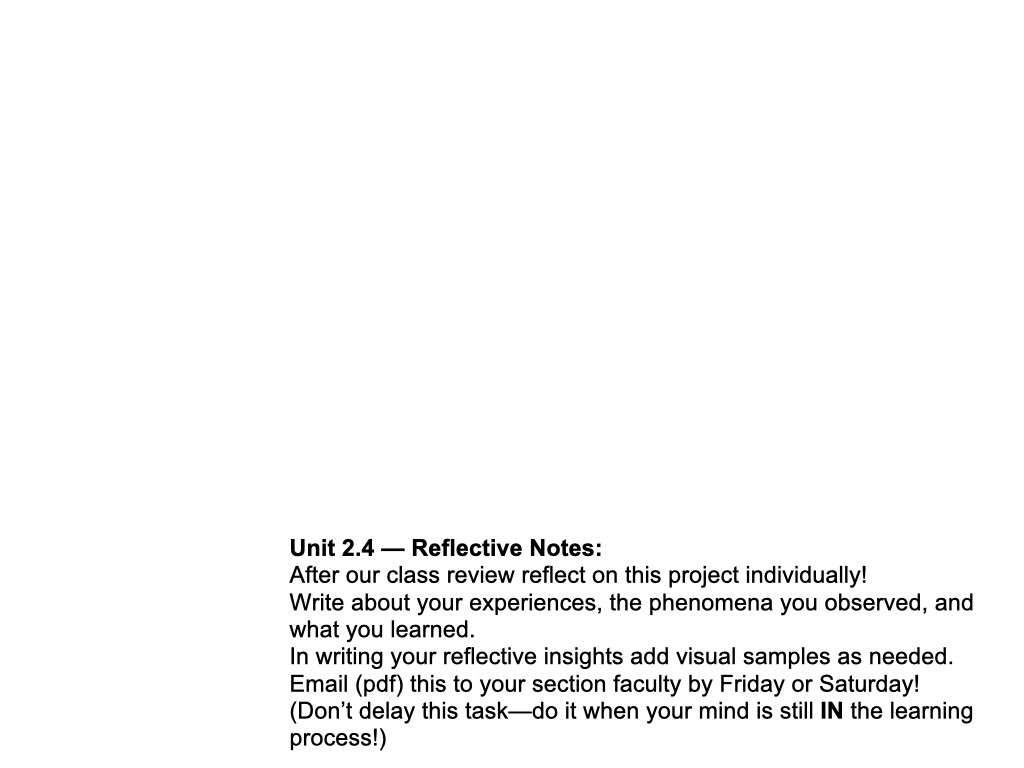 Unit 2.4 — Reflective Notes:
After our class review reflect on this project individually!
Write about your experiences, the phenomena you observed, and
what you learned.
In writing your reflective insights add visual samples as needed.
Email (pdf) this to your section faculty by Friday or Saturday!
(Don’t delay this task—do it when your mind is still IN the learning
process!)